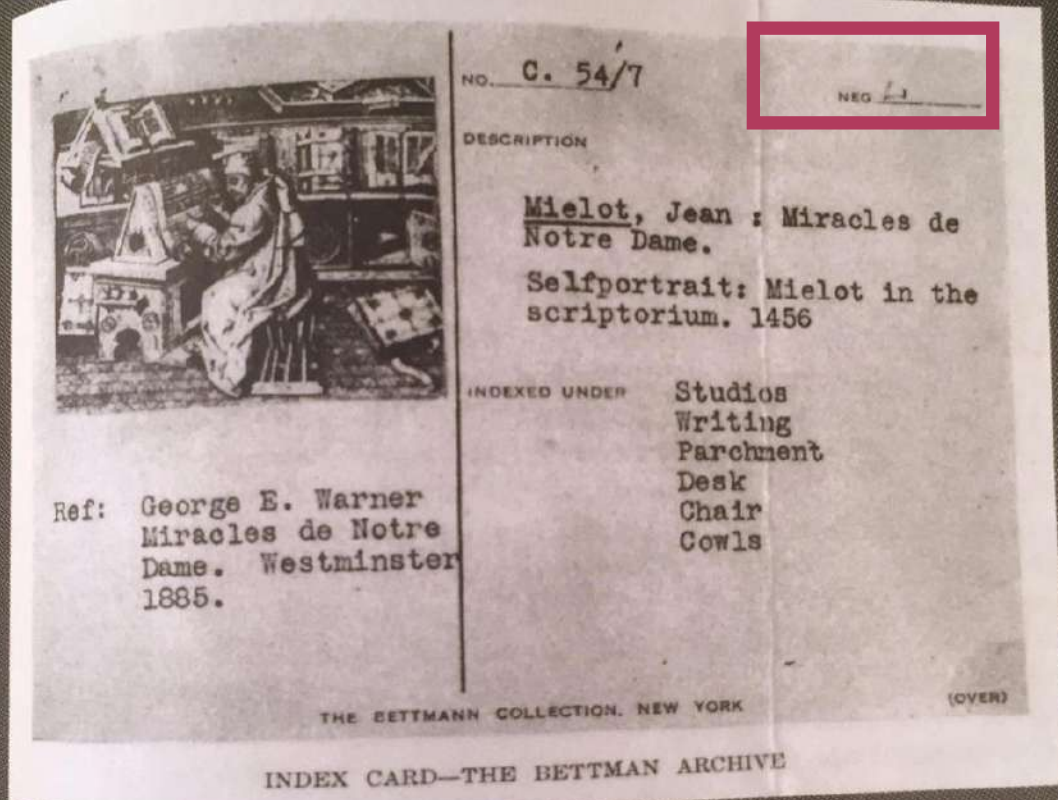 NO. C. 54/7
NEG
DESCRIPTION
Mielot, Jean : Miracles de
Notre Dame.
Selfportrait: Mielot in the
scriptorium. 1456
INDEXED UNDER Studios
Writing
Parchment
Desk
Chair
Cowls
Ref: George E. Warner
Miracles de Notre
Dame. Westminster
1885.
THE BETTMANN COLLECTION, NEW YORK
(OVER)
INDEX CARD—THE BETTMAN ARCHIVE